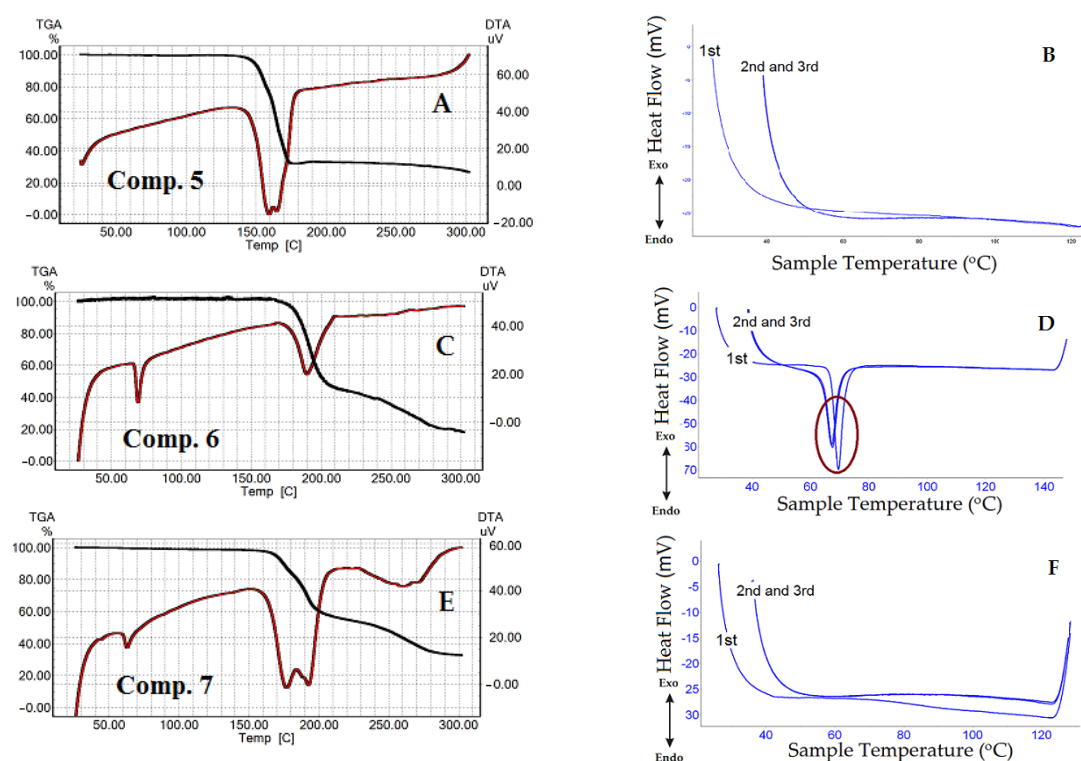 TGA
%
DTA
uV
100.00
80.00
60.00
40.00
20.00
-0.00
60.00
40.00
20.00
0.00
-20.00
A
Comp. 5
50.00 100.00 150.00 200.00 250.00 300.00
Temp [C]
1st
2nd and 3rd
B
Heat Flow (mV)
Exo
Endo
40 60 80 100 120
Sample Temperature (°C)
TGA
%
DTA
uV
100.00
80.00
60.00
40.00
20.00
-0.00
40.00
20.00
-0.00
C
Comp. 6
50.00 100.00 150.00 200.00 250.00 300.00
Temp [C]
0
-10
-20
-30
-40
-50
60
70
2nd and 3rd
1st
D
Heat Flow (mV)
Exo
Endo
40 60 80 100 120 140
Sample Temperature (°C)
TGA
%
DTA
uV
100.00
80.00
60.00
40.00
20.00
-0.00
60.00
40.00
20.00
-0.00
E
Comp. 7
50.00 100.00 150.00 200.00 250.00 300.00
Temp [C]
0
-5
-10
-15
-20
25
30
2nd and 3rd
1st
F
Heat Flow (mV)
Exo
Endo
40 60 80 100 120
Sample Temperature (°C)